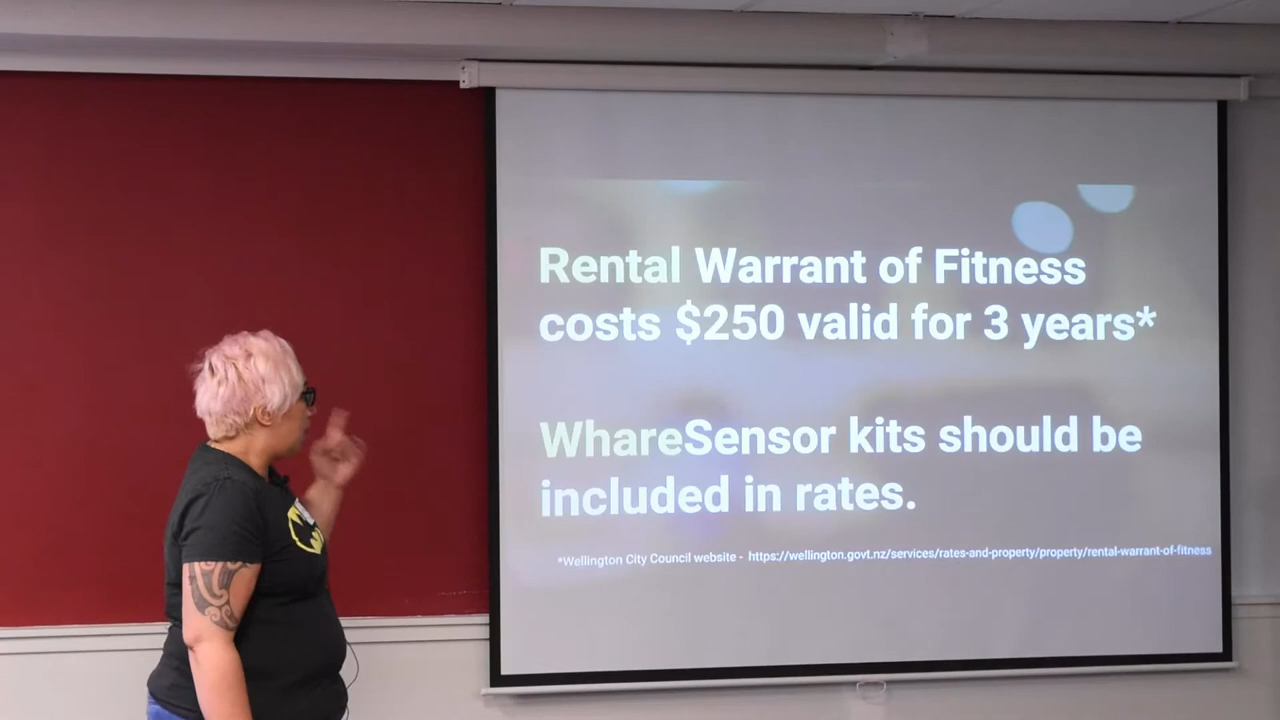 Rental Warrant of Fitness
costs $250 valid for 3 years*
WhareSensor kits should be
included in rates.
*Wellington City Council website - https://wellington.govt.nz/services/rates-and-property/property/rental-warrant-of-fitness